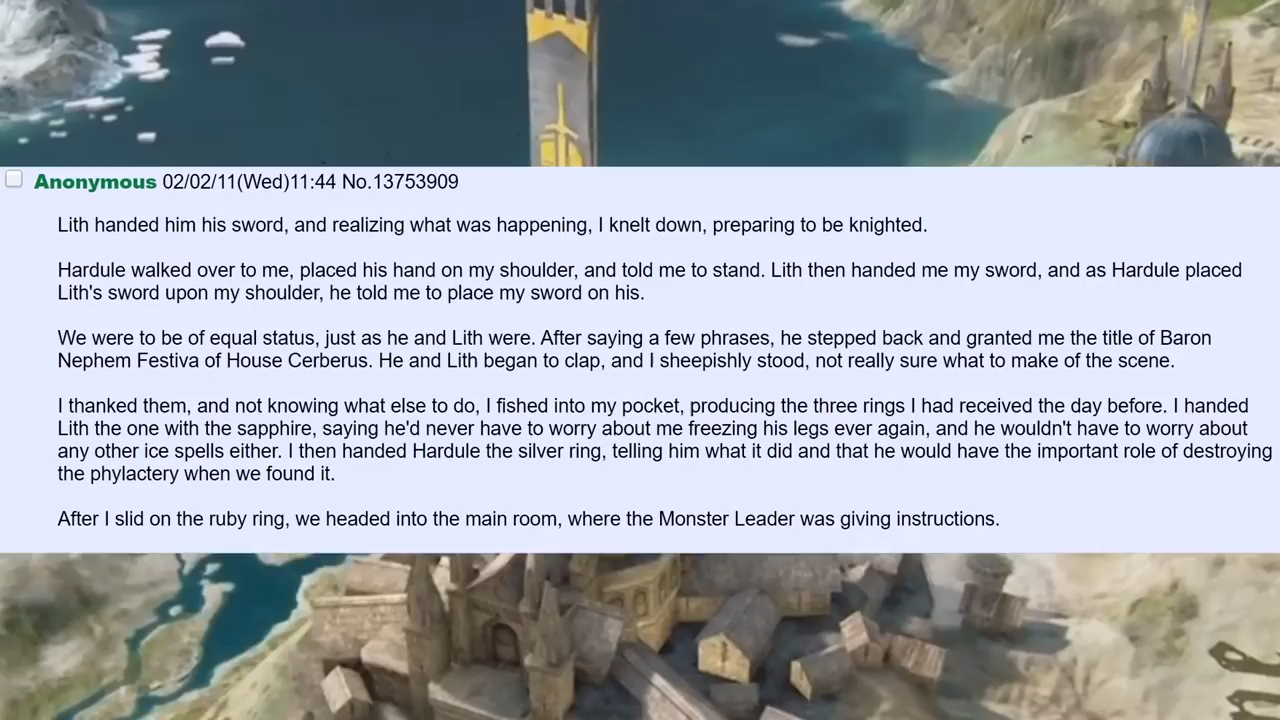 Anonymous 02/02/11(Wed)11:44 No.13753909
Lith handed him his sword, and realizing what was happening, I knelt down, preparing to be knighted.
Hardule walked over to me, placed his hand on my shoulder, and told me to stand. Lith then handed me my sword, and as Hardule placed
Lith's sword upon my shoulder, he told me to place my sword on his.
We were to be of equal status, just as he and Lith were. After saying a few phrases, he stepped back and granted me the title of Baron
Nephem Festiva of House Cerberus. He and Lith began to clap, and I sheepishly stood, not really sure what to make of the scene.
I thanked them, and not knowing what else to do, I fished into my pocket, producing the three rings I had received the day before. I handed
Lith the one with the sapphire, saying he'd never have to worry about me freezing his legs ever again, and he wouldn't have to worry about
any other ice spells either. I then handed Hardule the silver ring, telling him what it did and that he would have the important role of destroying
the phylactery when we found it.
After I slid on the ruby ring, we headed into the main room, where the Monster Leader was giving instructions.